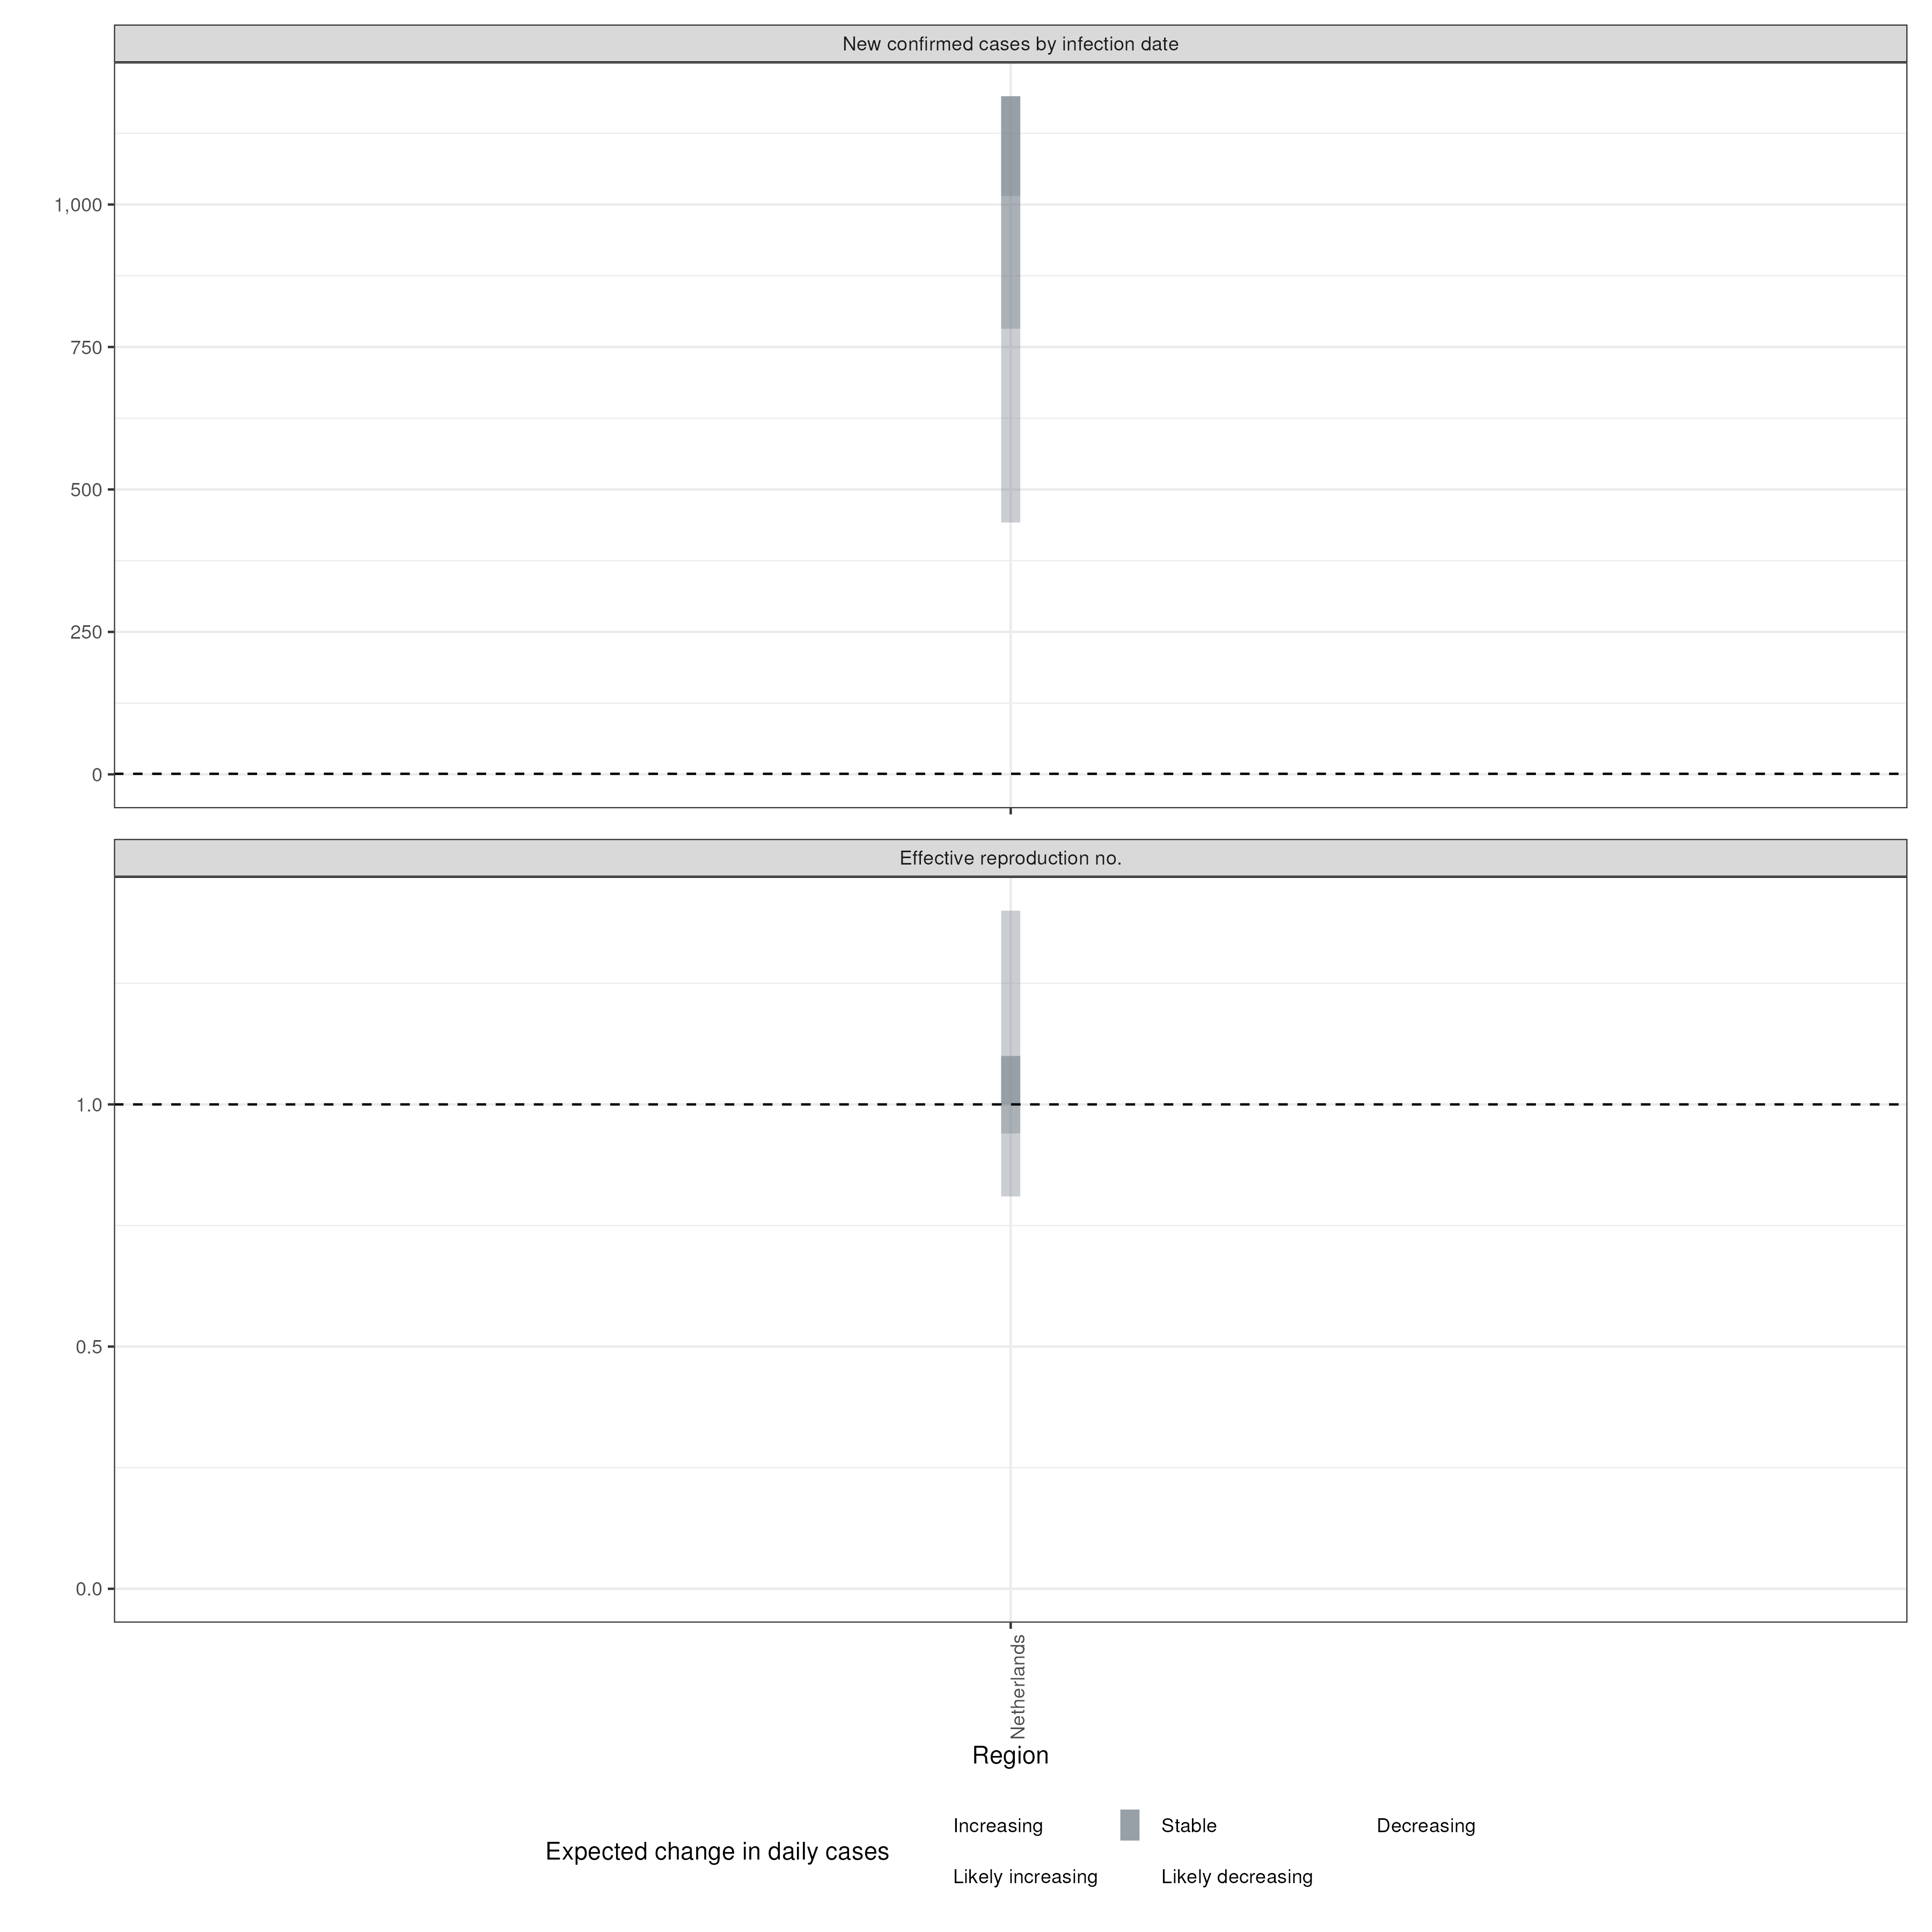 New confirmed cases by infection date
1,000
750
500
250
0
Effective reproduction no.
1.0
0.5
0.0
Netherlands
Region
Expected change in daily cases
Increasing
Stable
Decreasing
Likely increasing
Likely decreasing